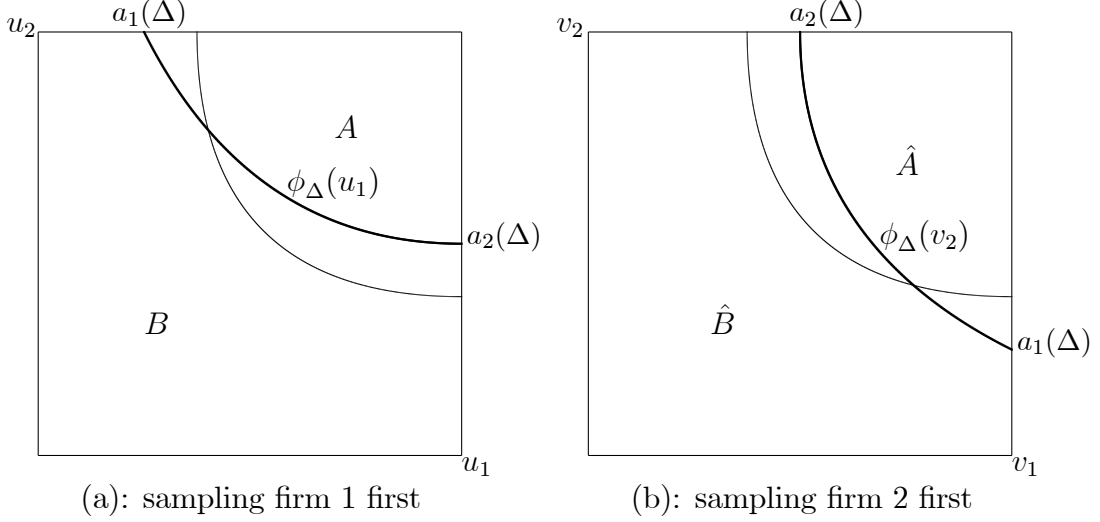 a₁(Δ)
u₂
A
ϕ_Δ(u₁)
a₂(Δ)
B
u₁
(a): sampling firm 1 first
a₂(Δ)
v₂
Â
ϕ_Δ(v₂)
B̂
a₁(Δ)
v₁
(b): sampling firm 2 first